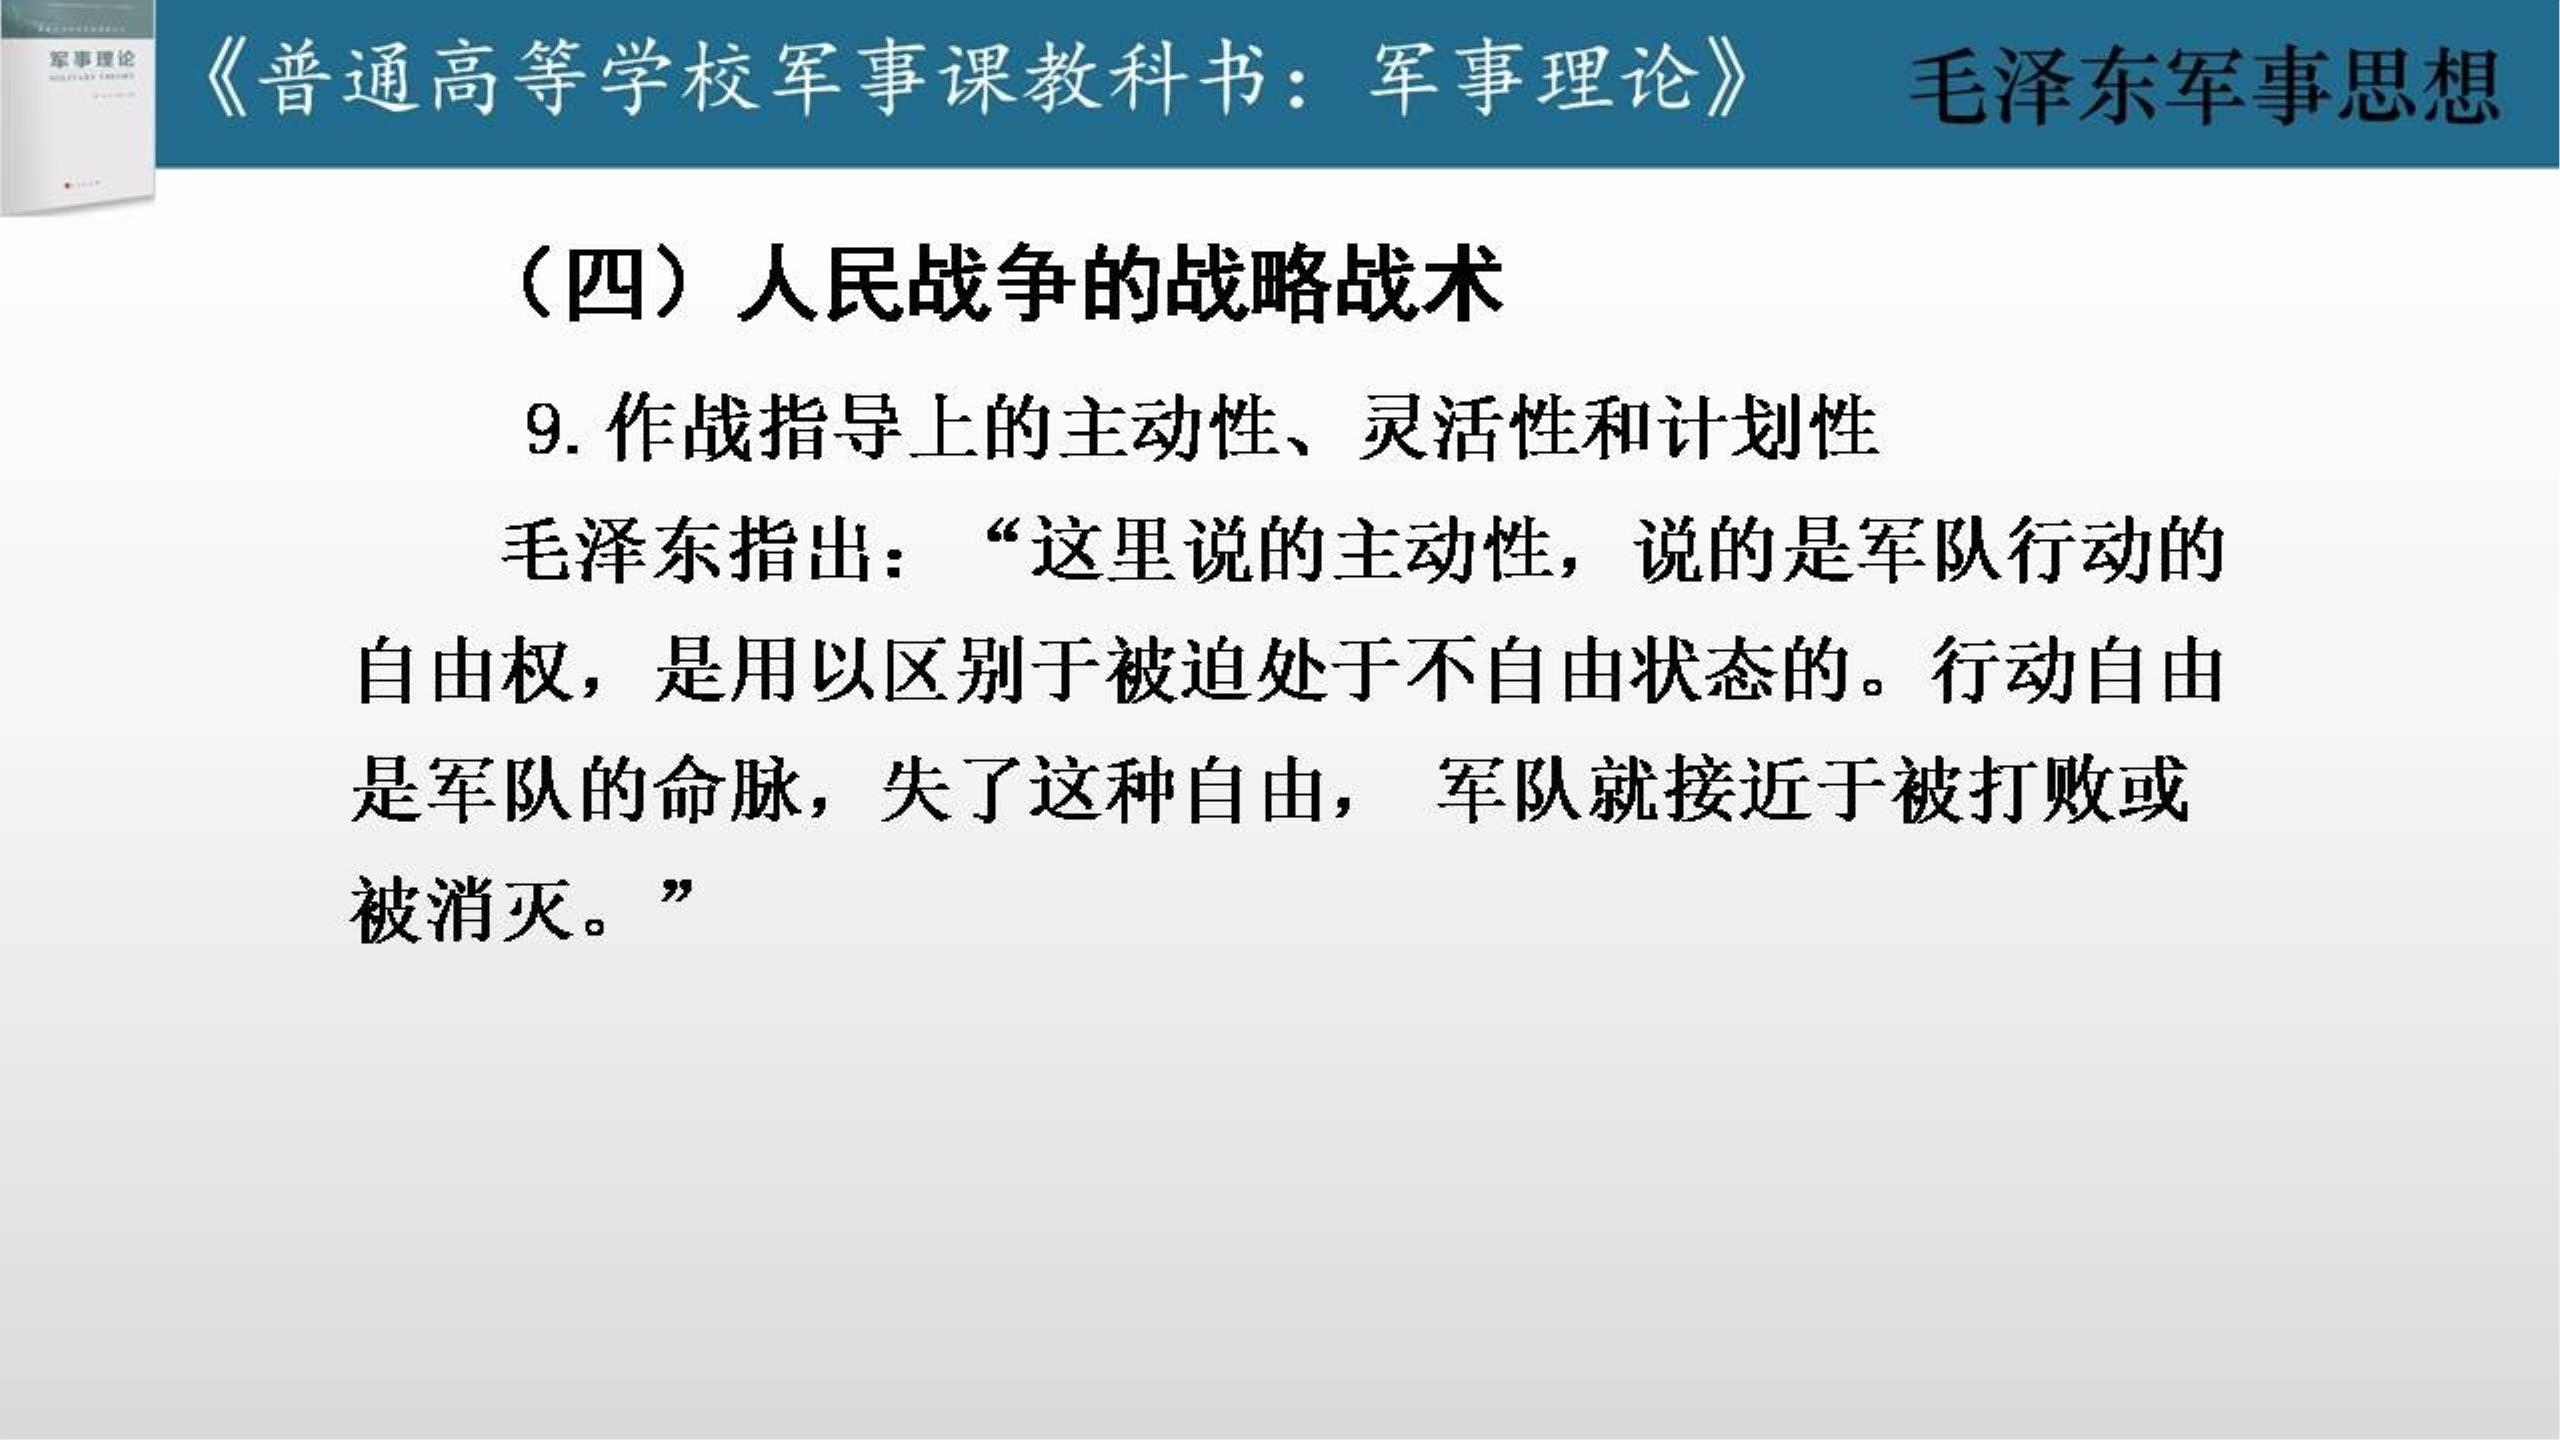 军事理论
MILITARY THEORY
《普通高等学校军事课教科书：军事理论》
毛泽东军事思想
（四）人民战争的战略战术
9.作战指导上的主动性、灵活性和计划性
毛泽东指出：“这里说的主动性，说的是军队行动的
自由权，是用以区别于被迫处于不自由状态的。行动自由
是军队的命脉，失了这种自由， 军队就接近于被打败或
被消灭。”